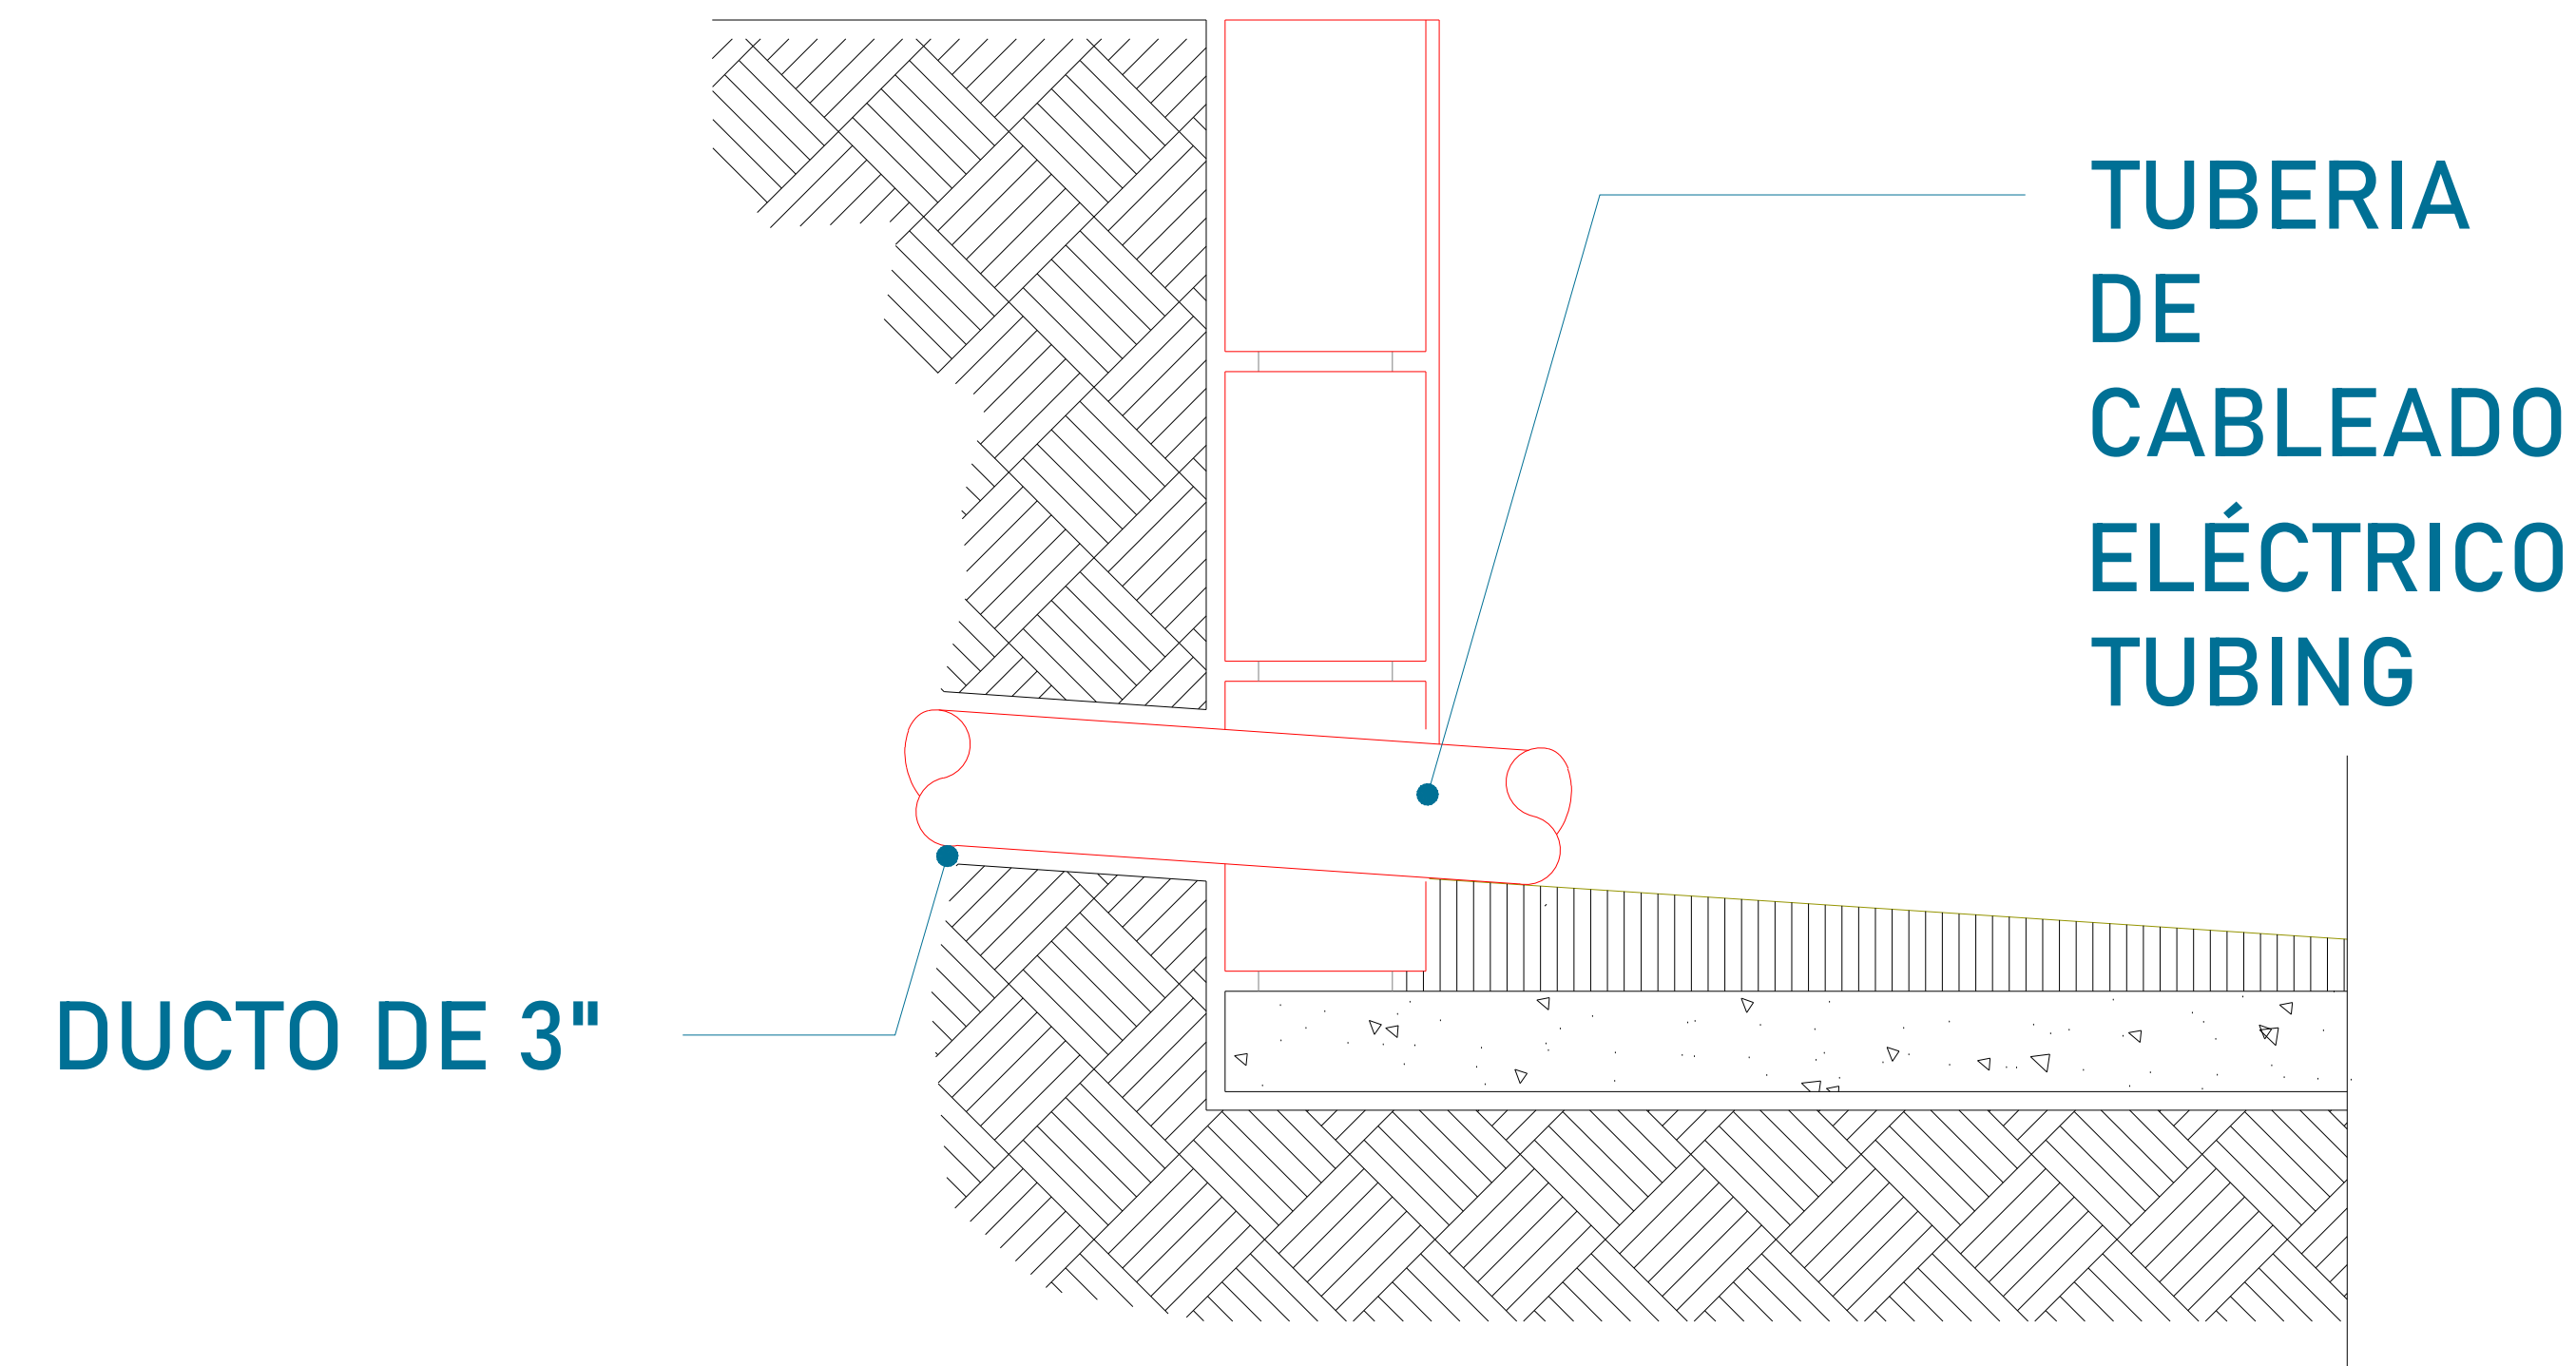 TUBERIA
DE
CABLEADO
ELÉCTRICO
TUBING
DUCTO DE 3"